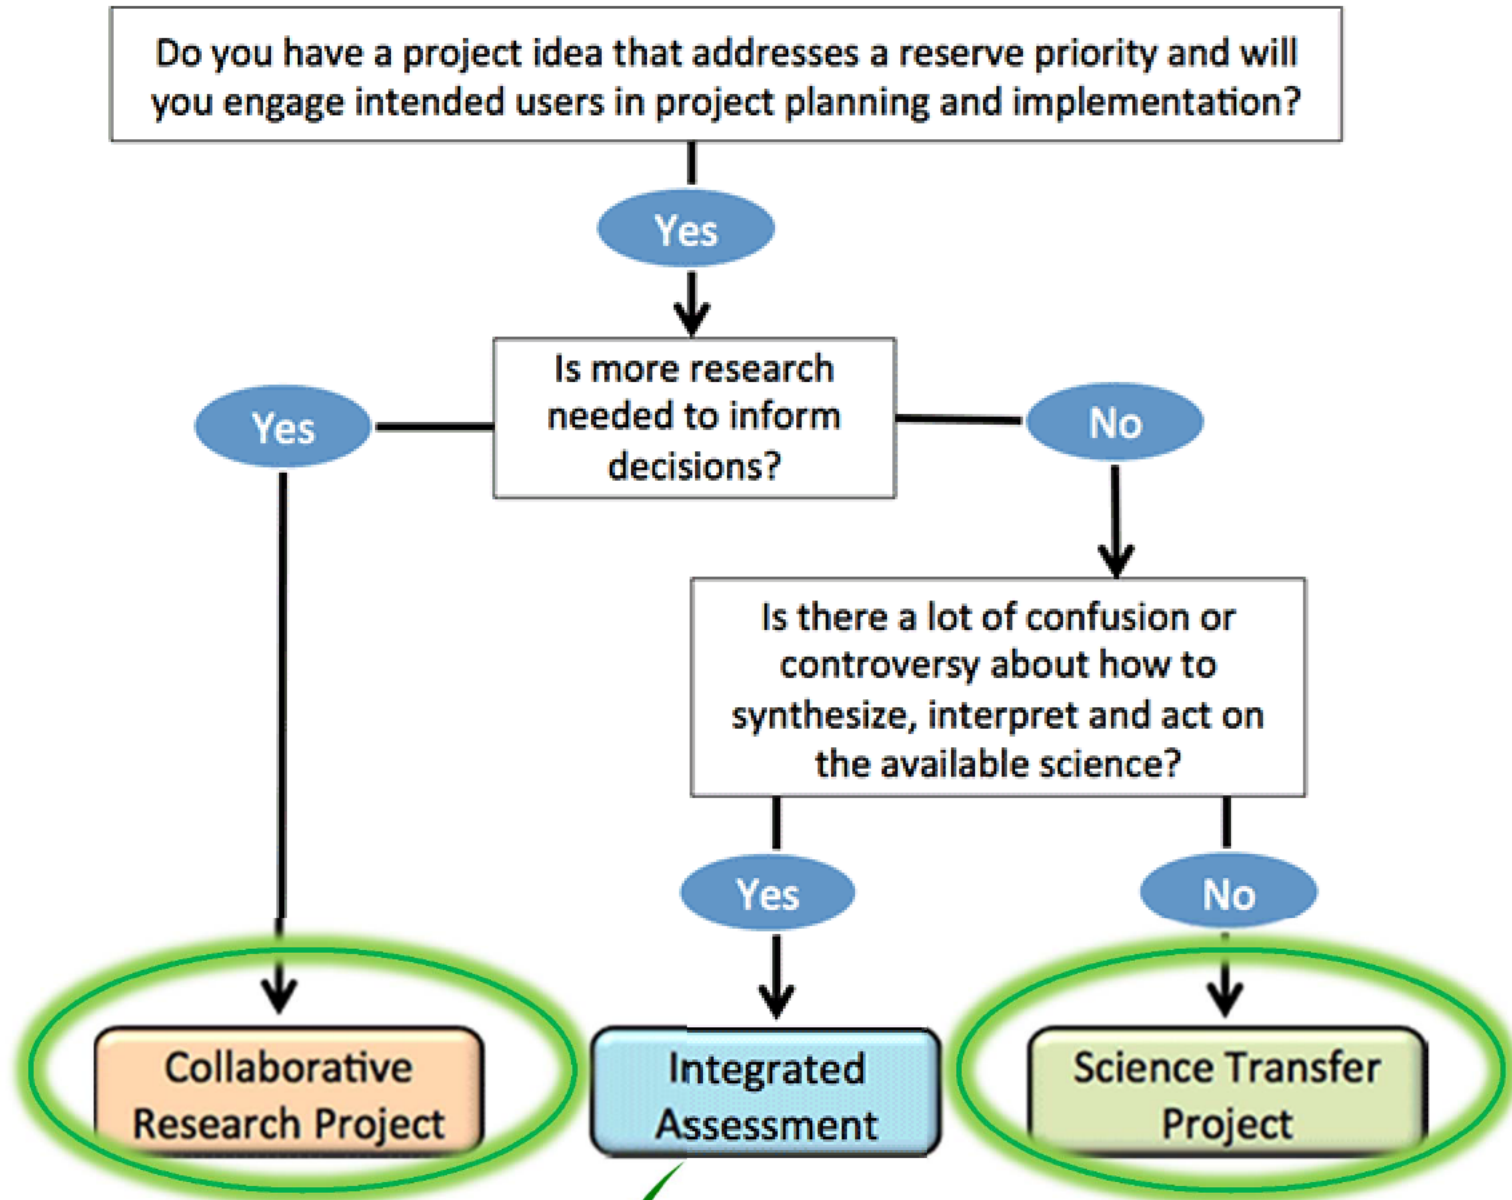 Do you have a project idea that addresses a reserve priority and will
you engage intended users in project planning and implementation?
Yes
Is more research
needed to inform
decisions?
Yes
No
Is there a lot of confusion or
controversy about how to
synthesize, interpret and act on
the available science?
Yes
No
Collaborative
Research Project
Integrated
Assessment
Science Transfer
Project